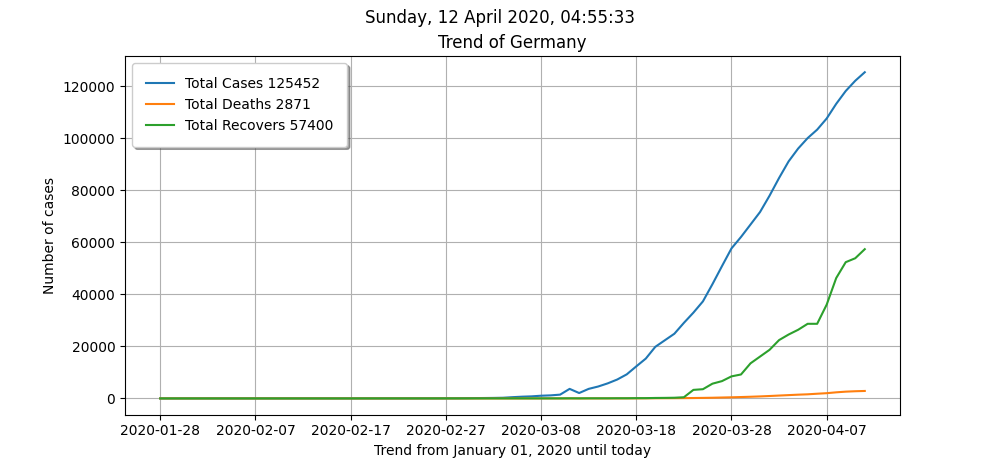 Sunday, 12 April 2020, 04:55:33
Trend of Germany
Total Cases 125452
Total Deaths 2871
Total Recovers 57400
Number of cases
120000
100000
80000
60000
40000
20000
0
2020-01-28 2020-02-07 2020-02-17 2020-02-27 2020-03-08 2020-03-18 2020-03-28 2020-04-07
Trend from January 01, 2020 until today